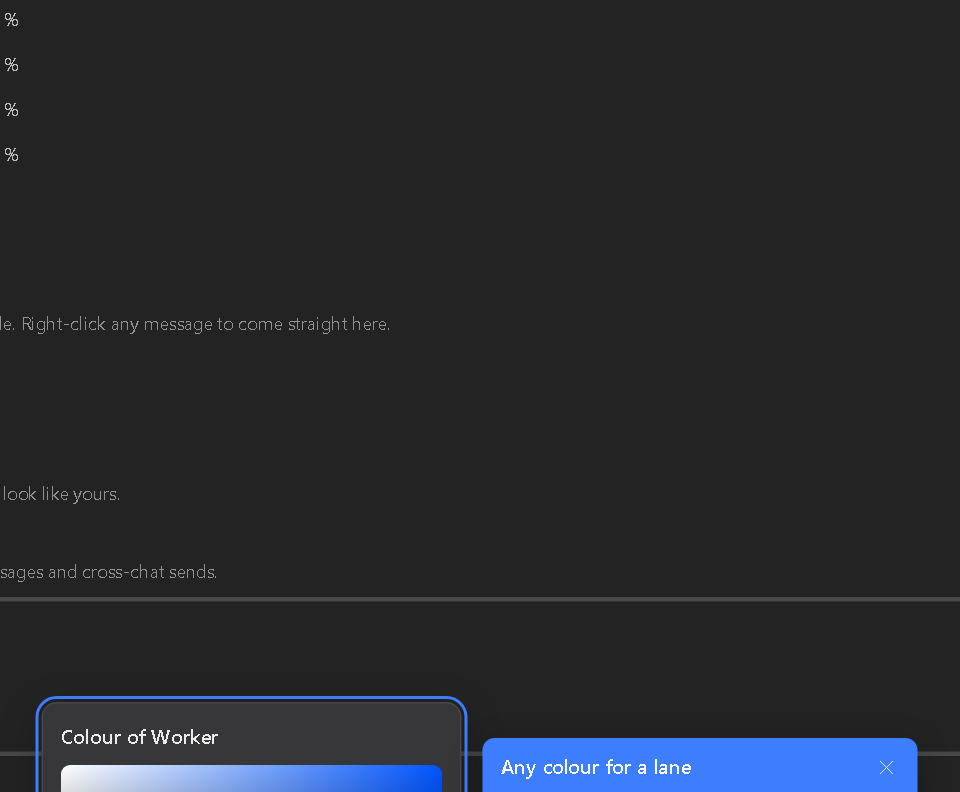 %
%
%
%
le. Right-click any message to come straight here.
look like yours.
sages and cross-chat sends.
Colour of Worker
Any colour for a lane